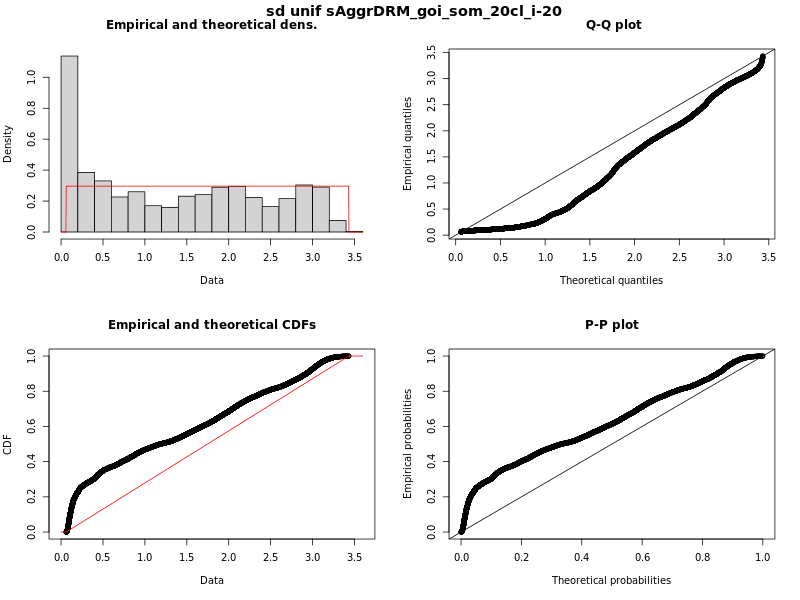 sd unif sAggrDRM_goi_som_20cl_i-20
Empirical and theoretical dens.
Density
0.0 0.2 0.4 0.6 0.8 1.0
0.0 0.5 1.0 1.5 2.0 2.5 3.0 3.5
Data
Q-Q plot
Empirical quantiles
0.0 0.5 1.0 1.5 2.0 2.5 3.0 3.5
0.0 0.5 1.0 1.5 2.0 2.5 3.0 3.5
Theoretical quantiles
Empirical and theoretical CDFs
CDF
0.0 0.2 0.4 0.6 0.8 1.0
0.0 0.5 1.0 1.5 2.0 2.5 3.0 3.5
Data
P-P plot
Empirical probabilities
0.0 0.2 0.4 0.6 0.8 1.0
0.0 0.2 0.4 0.6 0.8 1.0
Theoretical probabilities